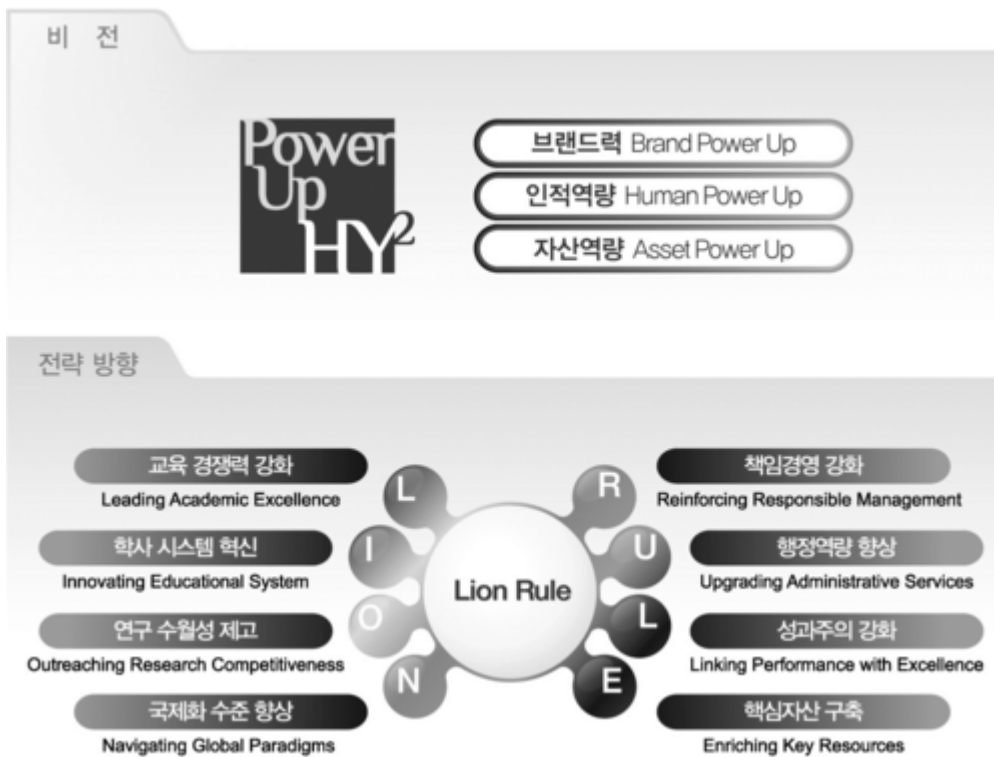 비 전
Power
Up
HY²
브랜드력 Brand Power Up
인적역량 Human Power Up
자산역량 Asset Power Up
전략 방향
교육 경쟁력 강화
Leading Academic Excellence
학사 시스템 혁신
Innovating Educational System
연구 수월성 제고
Outreaching Research Competitiveness
국제화 수준 향상
Navigating Global Paradigms
L
I
O
N
Lion Rule
R
U
L
E
책임경영 강화
Reinforcing Responsible Management
행정역량 향상
Upgrading Administrative Services
성과주의 강화
Linking Performance with Excellence
핵심자산 구축
Enriching Key Resources